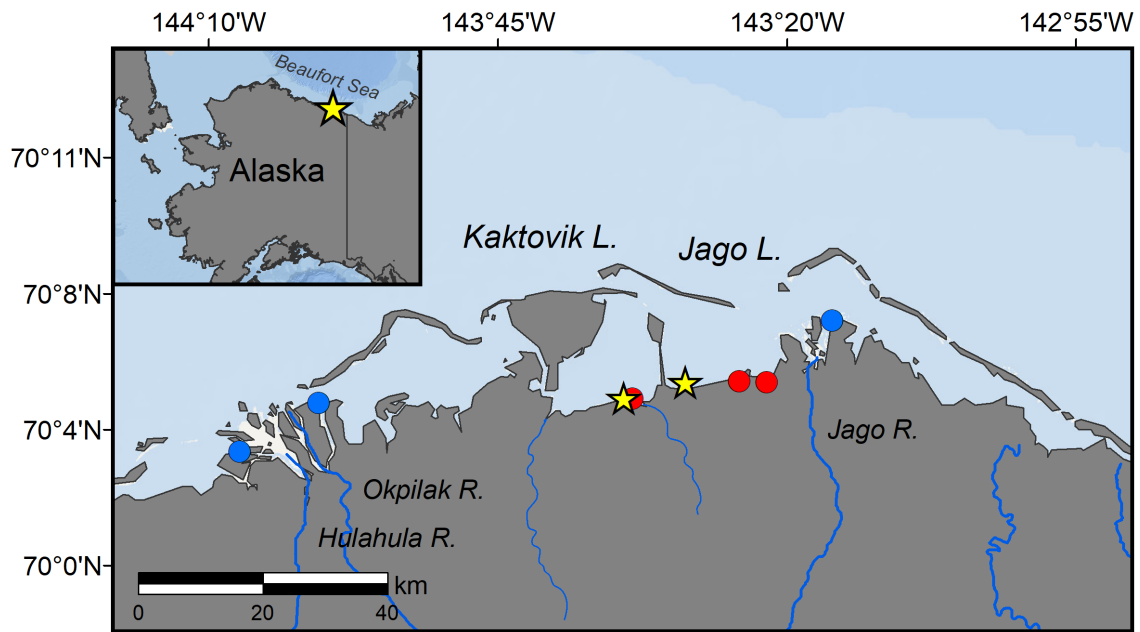 144°10'W 143°45'W 143°20'W 142°55'W
Beaufort Sea
Alaska
70°11'N
Kaktovik L.
Jago L.
70°8'N
70°4'N
Jago R.
Okpilak R.
Hulahula R.
70°0'N
km
0 20 40